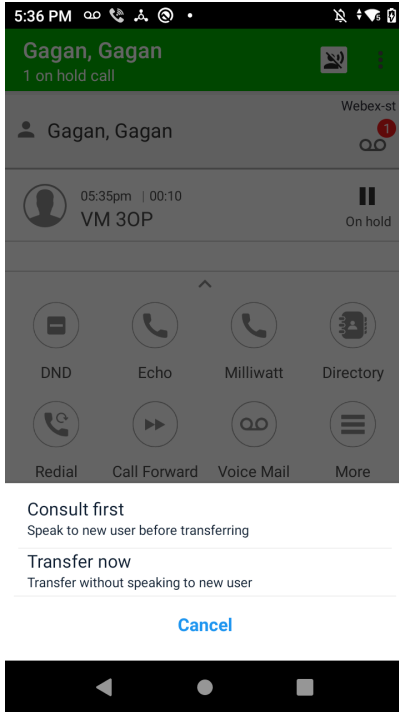 5:36 PM
Gagan, Gagan
1 on hold call
Webex-st
Gagan, Gagan
1
05:35pm | 00:10
VM 3OP
On hold
DND Echo Milliwatt Directory
Redial Call Forward Voice Mail More
Consult first
Speak to new user before transferring
Transfer now
Transfer without speaking to new user
Cancel